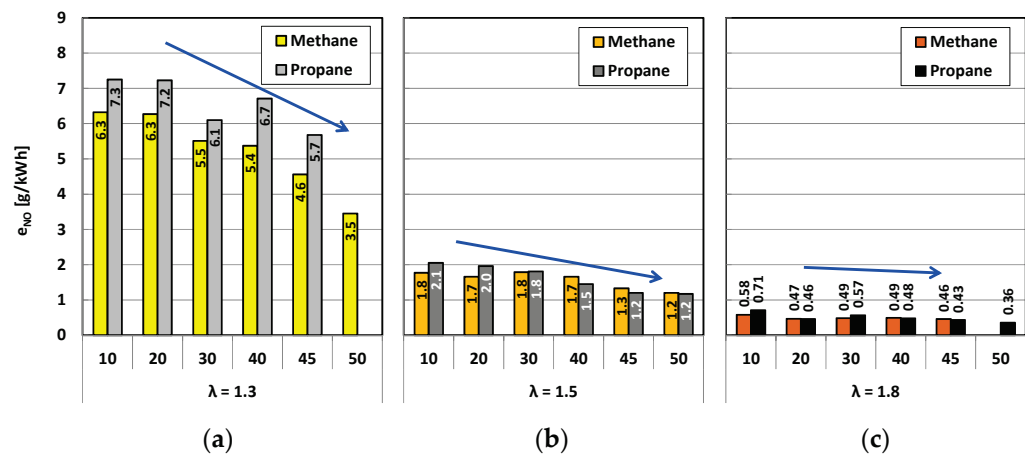 9
8
7
6
5
4
3
2
1
0
e_NO [g/kWh]
Methane
Propane
6.3
7.3
6.3
7.2
5.5
6.1
5.4
6.7
4.6
5.7
3.5
10 20 30 40 45 50
λ = 1.3
(a)
Methane
Propane
1.8
2.1
1.7
2.0
1.8
1.8
1.7
1.5
1.3
1.2
1.2
1.2
10 20 30 40 45 50
λ = 1.5
(b)
Methane
Propane
0.58
0.71
0.47
0.46
0.49
0.57
0.49
0.48
0.46
0.43
0.36
10 20 30 40 45 50
λ = 1.8
(c)